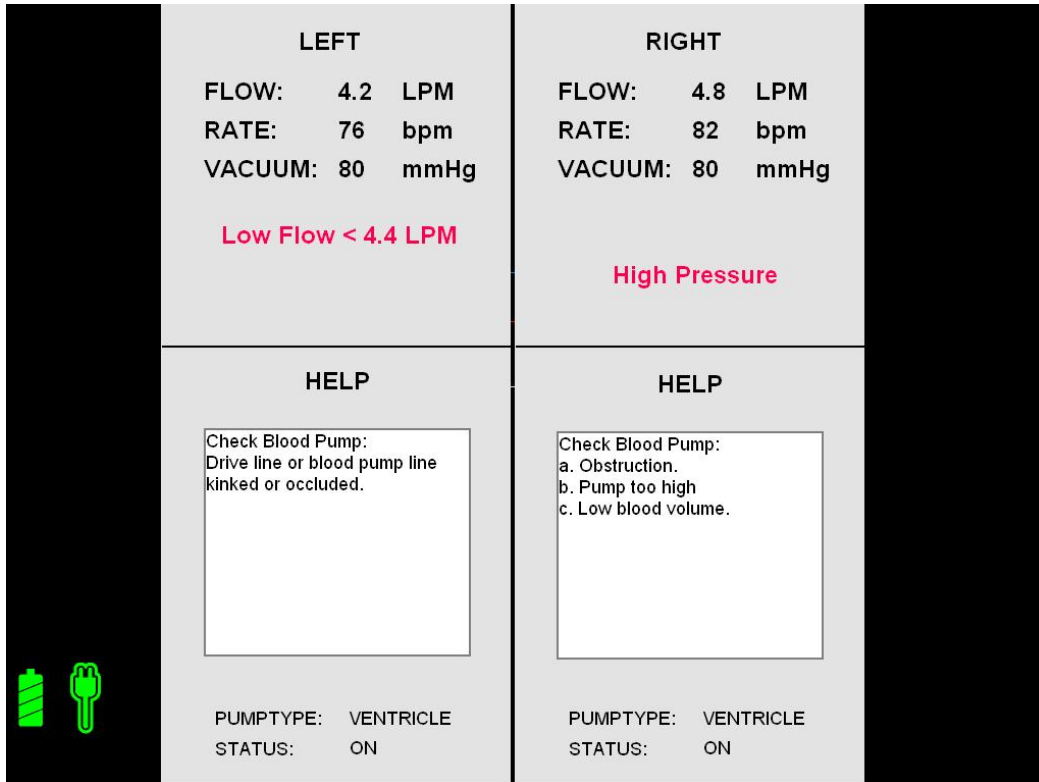 LEFT
FLOW: 4.2 LPM
RATE: 76 bpm
VACUUM: 80 mmHg
Low Flow < 4.4 LPM
HELP
Check Blood Pump:
Drive line or blood pump line
kinked or occluded.
PUMPTYPE: VENTRICLE
STATUS: ON
RIGHT
FLOW: 4.8 LPM
RATE: 82 bpm
VACUUM: 80 mmHg
High Pressure
HELP
Check Blood Pump:
a. Obstruction.
b. Pump too high
c. Low blood volume.
PUMPTYPE: VENTRICLE
STATUS: ON